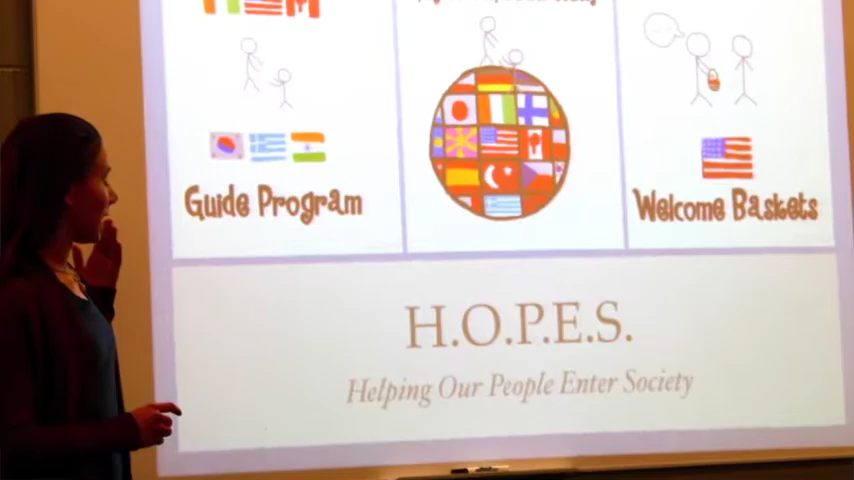 Guide Program
Welcome Baskets
H.O.P.E.S.
Helping Our People Enter Society